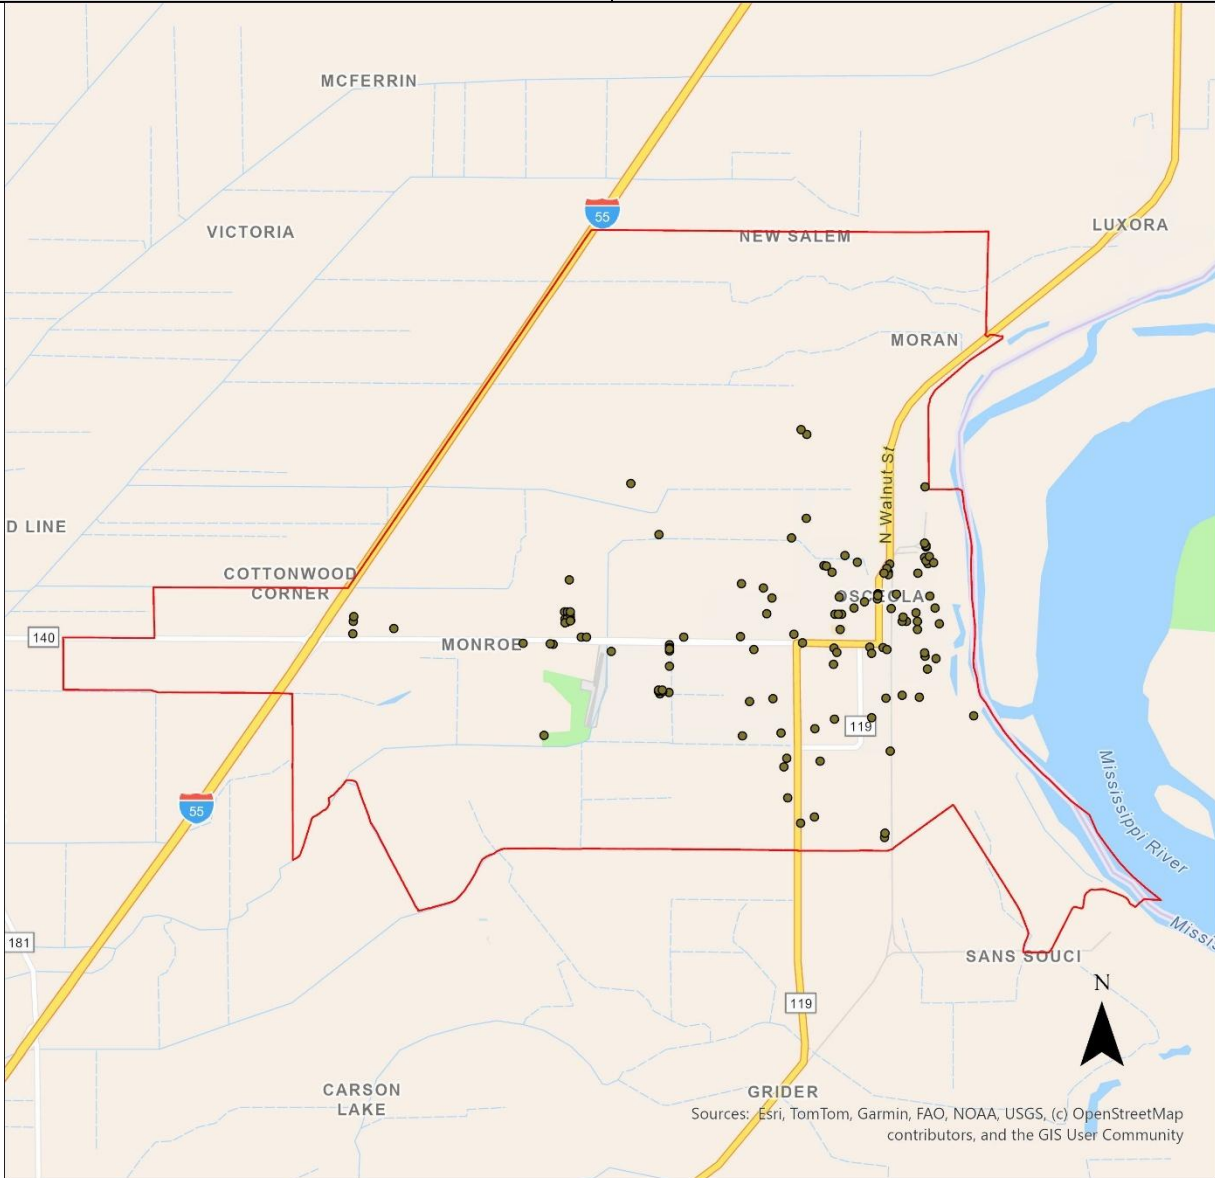 MCFERRIN
55
VICTORIA
NEW SALEM
LUXORA
MORAN
N Walnut St
D LINE
COTTONWOOD
CORNER
OSCEOLA
140
MONROE
119
55
Mississippi River
181
Missis
SANS SOUCI
N
119
CARSON
LAKE
GRIDER
Sources: Esri, TomTom, Garmin, FAO, NOAA, USGS, (c) OpenStreetMap
contributors, and the GIS User Community